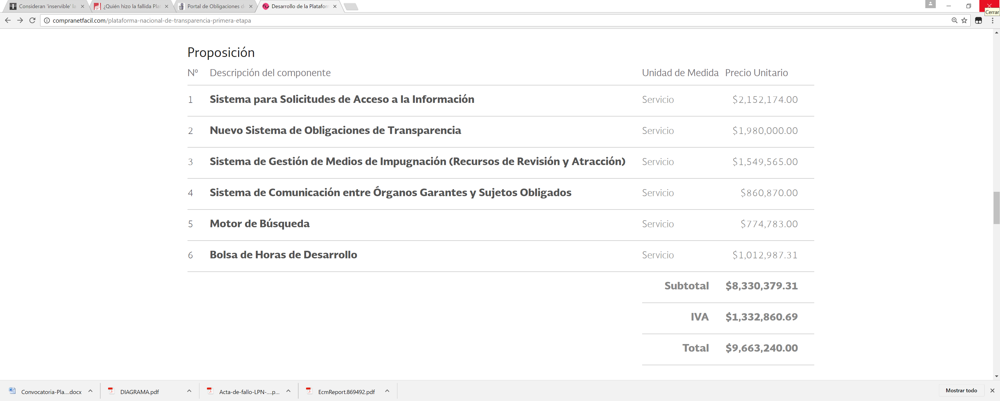 Consideran 'inservible' la
¿Quién hizo la fallida Pla
Portal de Obligaciones d
Desarrollo de la Platafor
Cerrar
compranetfacil.com/plataforma-nacional-de-transparencia-primera-etapa
Proposición
Nº Descripción del componente Unidad de Medida Precio Unitario
1 Sistema para Solicitudes de Acceso a la Información Servicio $2,152,174.00
2 Nuevo Sistema de Obligaciones de Transparencia Servicio $1,980,000.00
3 Sistema de Gestión de Medios de Impugnación (Recursos de Revisión y Atracción) Servicio $1,549,565.00
4 Sistema de Comunicación entre Órganos Garantes y Sujetos Obligados Servicio $860,870.00
5 Motor de Búsqueda Servicio $774,783.00
6 Bolsa de Horas de Desarrollo Servicio $1,012,987.31
Subtotal $8,330,379.31
IVA $1,332,860.69
Total $9,663,240.00
Convocatoria-Pla....docx
DIAGRAMA.pdf
Acta-de-fallo-LPN-....p...
EcmReport.869492.pdf
Mostrar todo